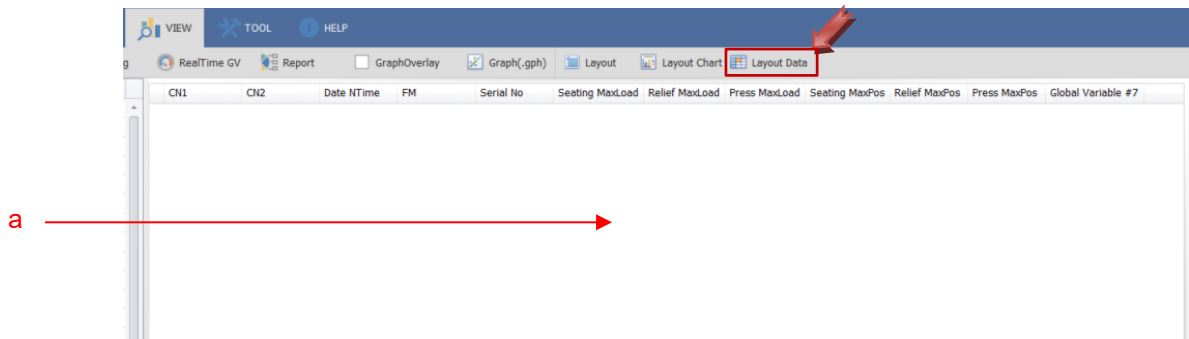 VIEW TOOL HELP
g RealTime GV Report GraphOverlay Graph(.gph) Layout Layout Chart Layout Data
CN1 CN2 Date NTime FM Serial No Seating MaxLoad Relief MaxLoad Press MaxLoad Seating MaxPos Relief MaxPos Press MaxPos Global Variable #7
a